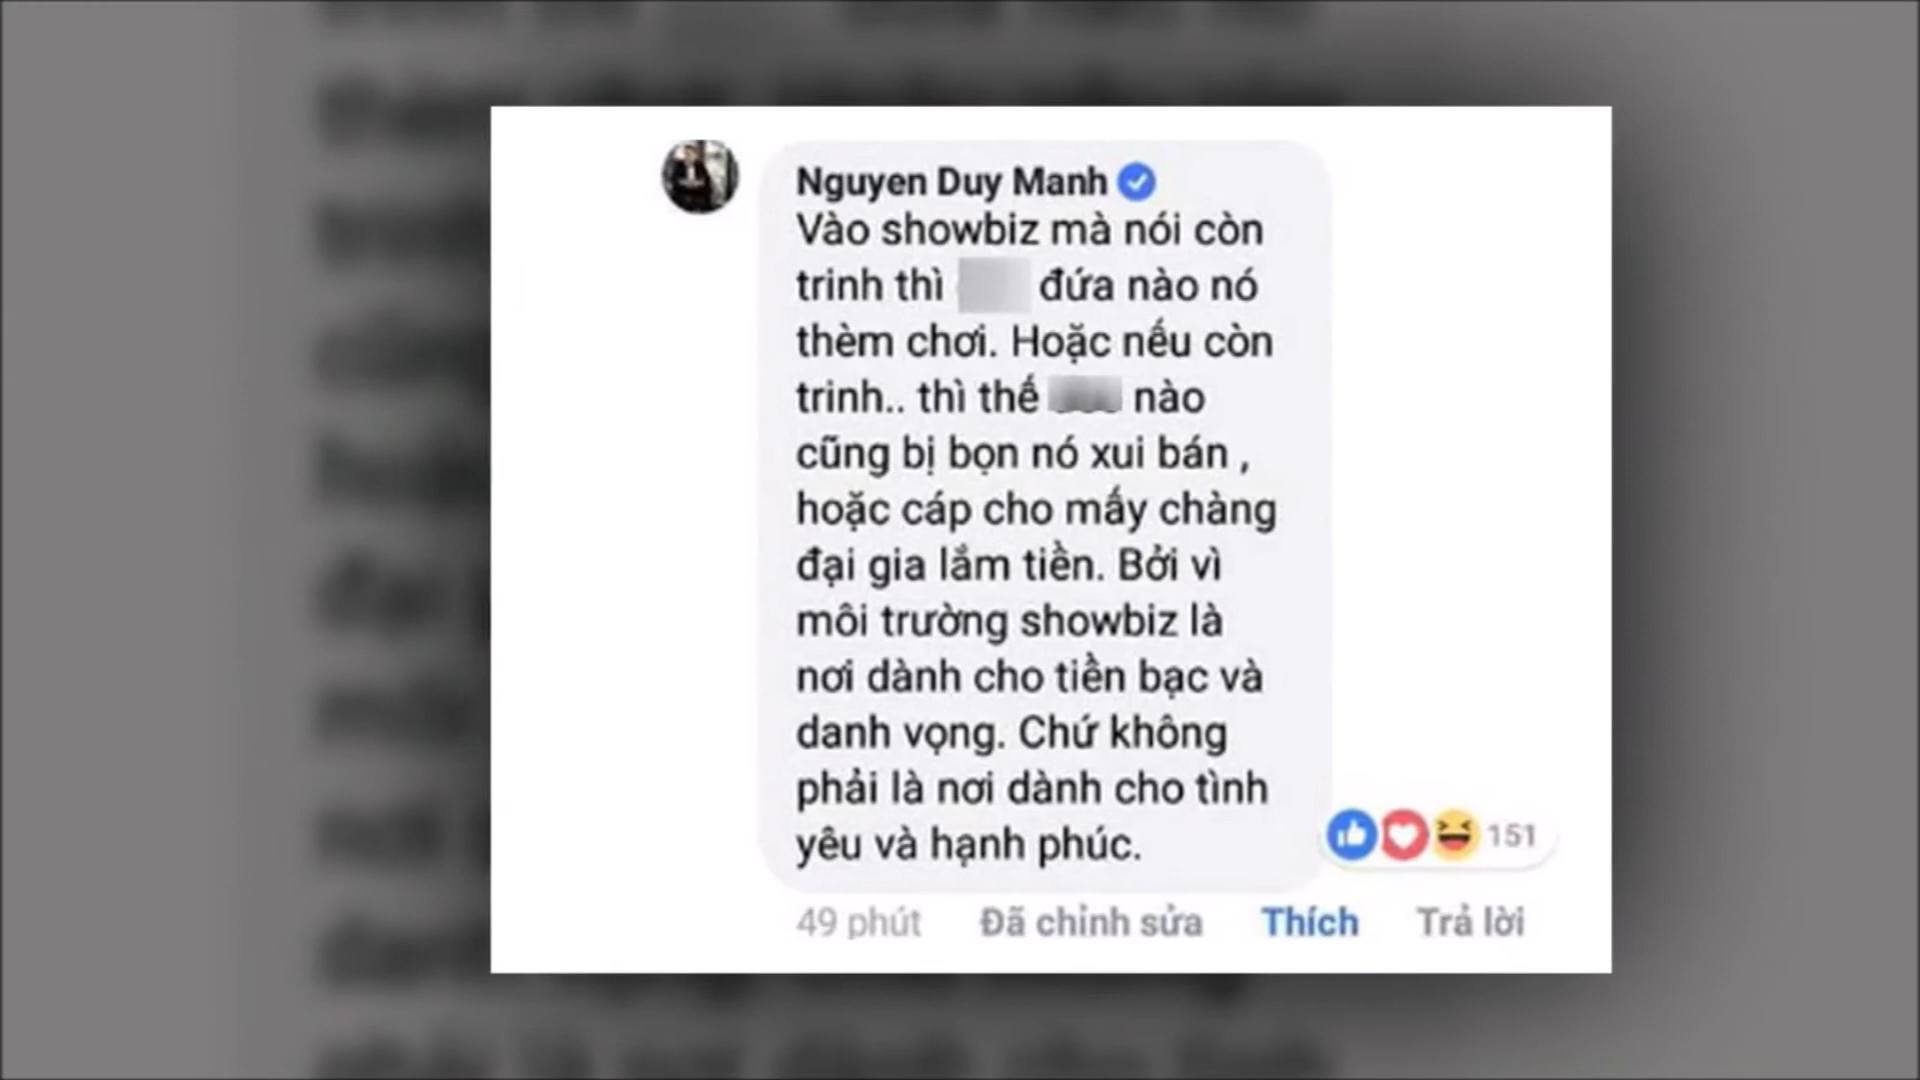 Nguyen Duy Manh
Vào showbiz mà nói còn
trinh thì đứa nào nó
thèm chơi. Hoặc nếu còn
trinh.. thì thế nào
cũng bị bọn nó xui bán ,
hoặc cáp cho mấy chàng
đại gia lắm tiền. Bởi vì
môi trường showbiz là
nơi dành cho tiền bạc và
danh vọng. Chứ không
phải là nơi dành cho tình
yêu và hạnh phúc.
151
49 phút Đã chỉnh sửa Thích Trả lời